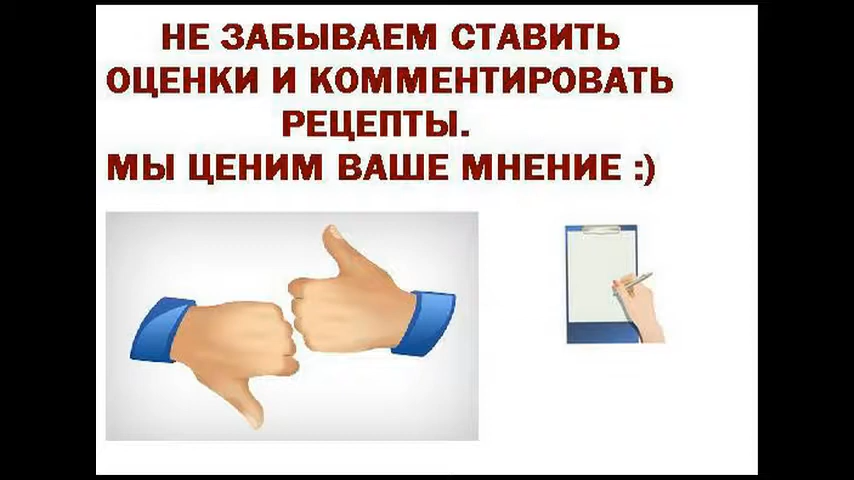 НЕ ЗАБЫВАЕМ СТАВИТЬ
ОЦЕНКИ И КОММЕНТИРОВАТЬ
РЕЦЕПТЫ.
МЫ ЦЕНИМ ВАШЕ МНЕНИЕ :)